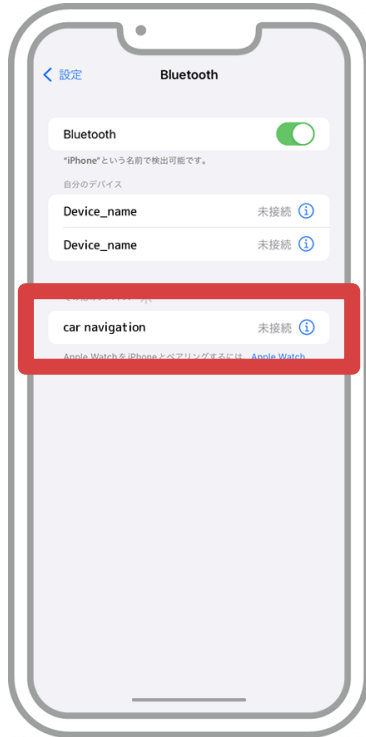 設定
Bluetooth
Bluetooth
"iPhone"という名前で検出可能です。
自分のデバイス
Device_name 未接続
Device_name 未接続
car navigation 未接続
Apple WatchをiPhoneとペアリングするには、Apple Watch